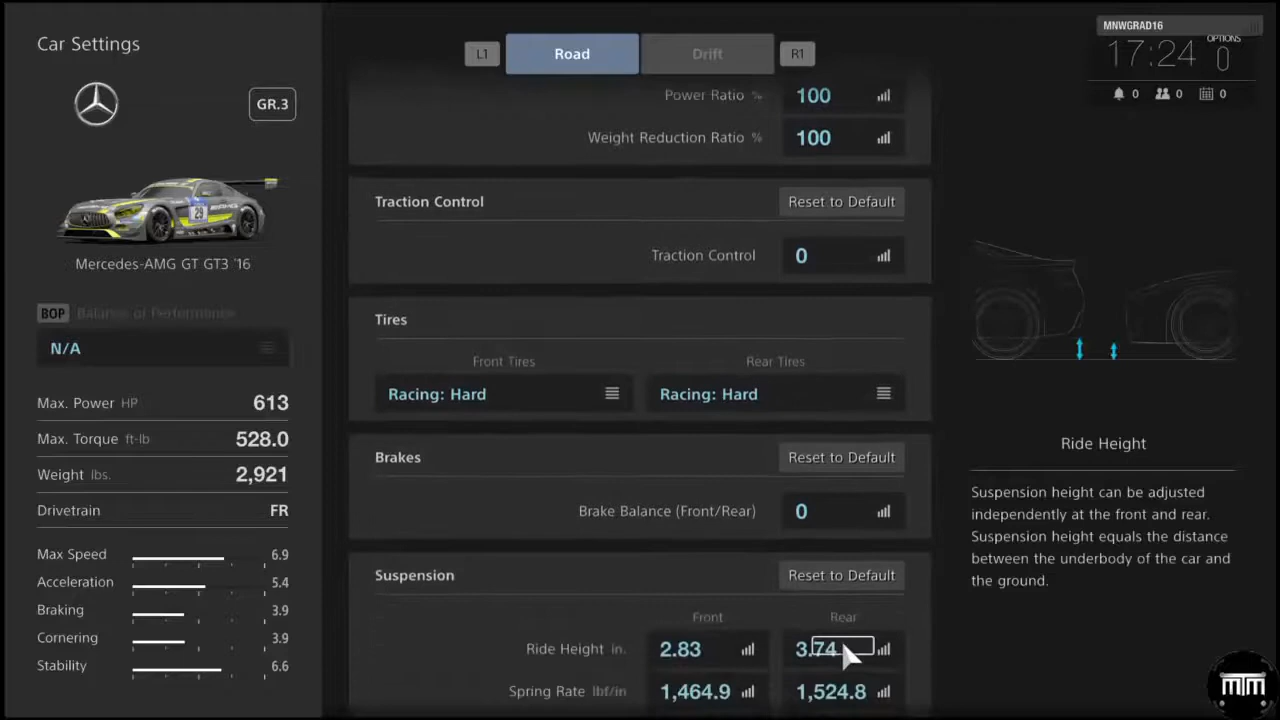 Car Settings
GR.3
Mercedes-AMG GT GT3 '16
BOP Balance of Performance
N/A
Max. Power HP 613
Max. Torque ft-lb 528.0
Weight lbs. 2,921
Drivetrain FR
Max Speed 6.9
Acceleration 5.4
Braking 3.9
Cornering 3.9
Stability 6.6
L1 Road Drift R1
Power Ratio % 100
Weight Reduction Ratio % 100
Traction Control Reset to Default
Traction Control 0
Tires
Front Tires Rear Tires
Racing: Hard Racing: Hard
Brakes Reset to Default
Brake Balance (Front/Rear) 0
Suspension Reset to Default
Front Rear
Ride Height in. 2.83 3.74
Spring Rate lbf/in 1,464.9 1,524.8
MNWGRAD16
17:24 OPTIONS
0 0 0
Ride Height
Suspension height can be adjusted
independently at the front and rear.
Suspension height equals the distance
between the underbody of the car and
the ground.
MTM